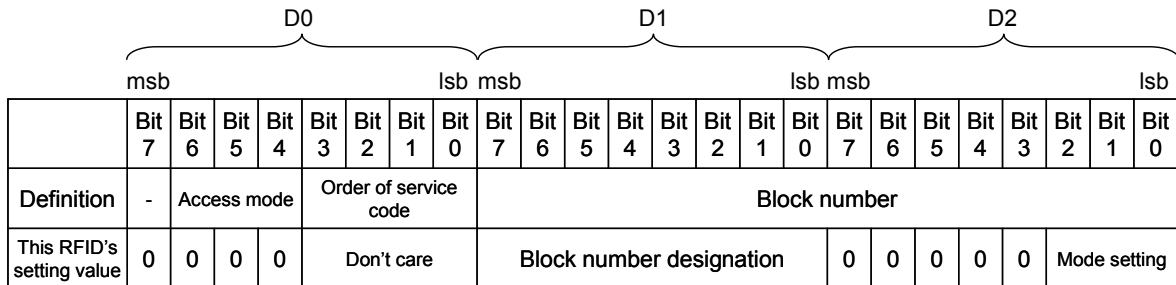 D0 D1 D2
msb lsb msb lsb msb lsb
Bit Bit Bit Bit Bit Bit Bit Bit Bit Bit Bit Bit Bit Bit Bit Bit Bit Bit Bit Bit Bit Bit Bit Bit
7 6 5 4 3 2 1 0 7 6 5 4 3 2 1 0 7 6 5 4 3 2 1 0
Definition - Access mode Order of service
code Block number
This RFID's
setting value 0 0 0 0 Don't care Block number designation 0 0 0 0 0 Mode setting